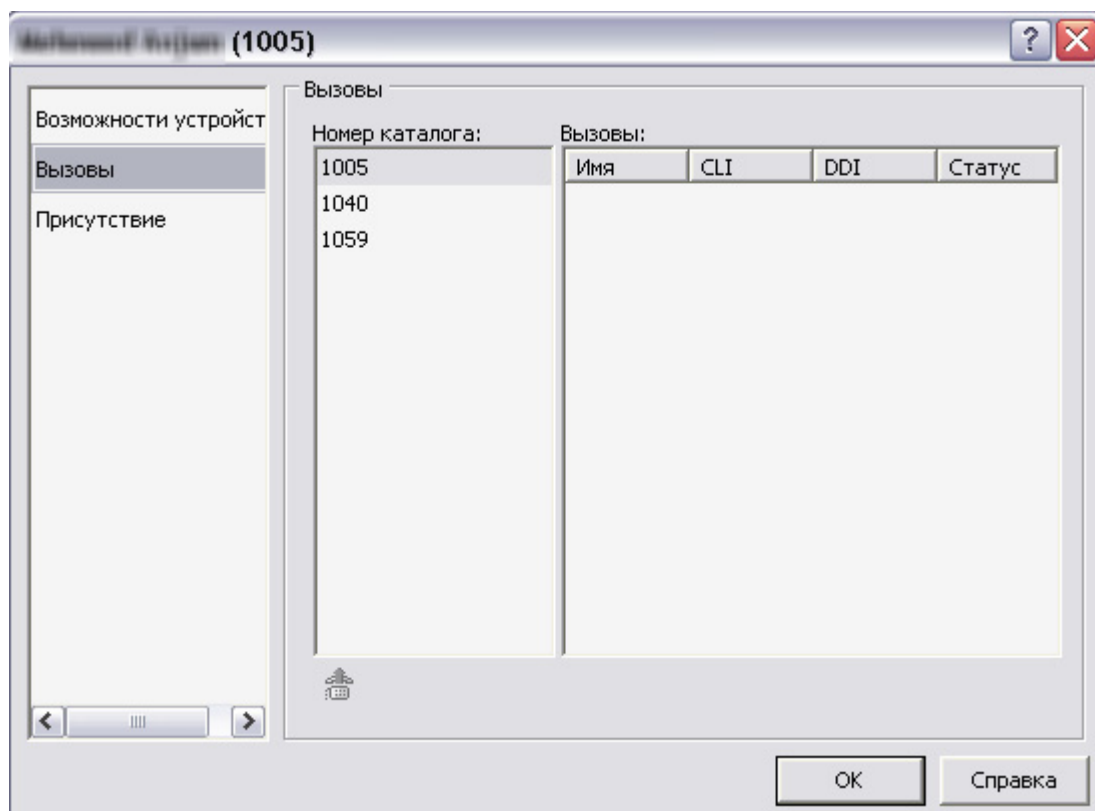 (1005)
Возможности устройст
Вызовы
Присутствие
Вызовы
Номер каталога:
1005
1040
1059
Вызовы:
Имя CLI DDI Статус
OK Справка